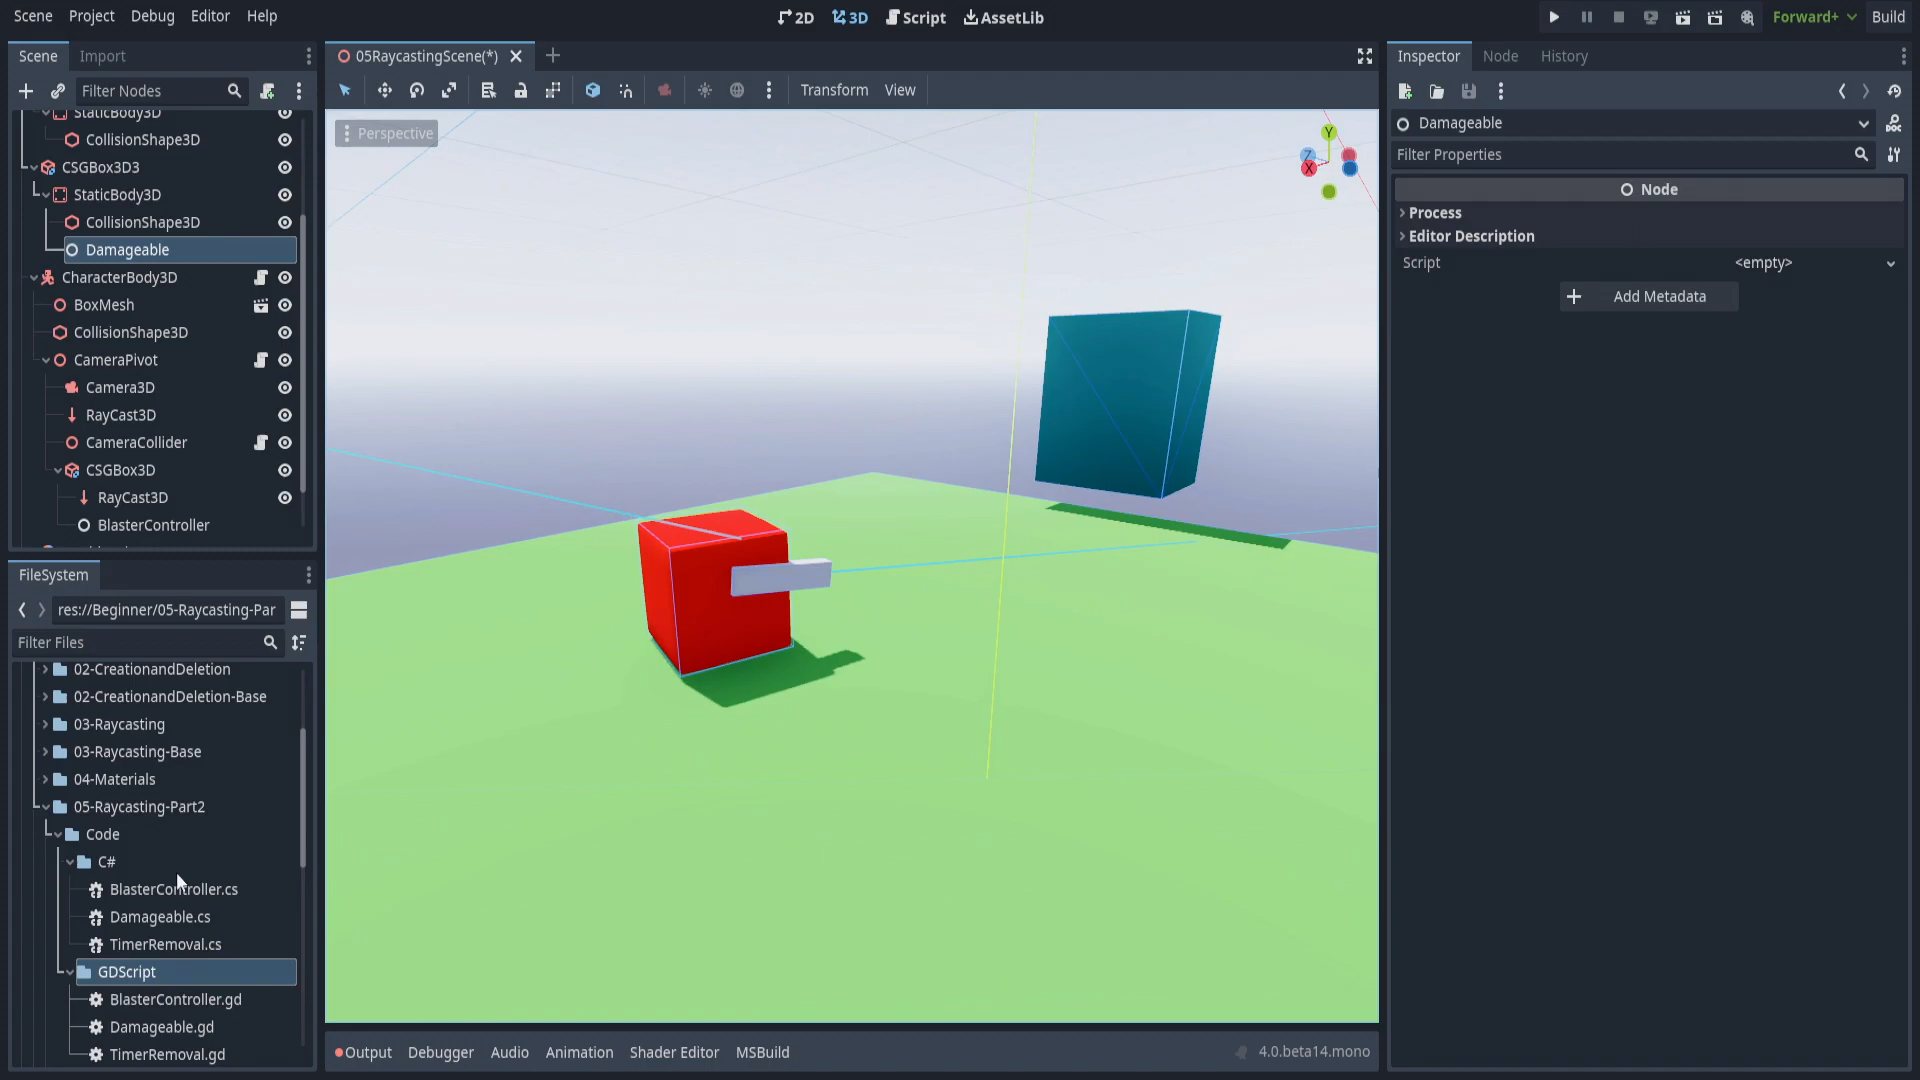 Scene Project Debug Editor Help
2D 3D Script AssetLib
Forward+ Build
Scene Import
Filter Nodes
StaticBody3D
CollisionShape3D
CSGBox3D3
StaticBody3D
CollisionShape3D
Damageable
CharacterBody3D
BoxMesh
CollisionShape3D
CameraPivot
Camera3D
RayCast3D
CameraCollider
CSGBox3D
RayCast3D
BlasterController
FileSystem
res://Beginner/05-Raycasting-Par
Filter Files
02-CreationandDeletion
02-CreationandDeletion-Base
03-Raycasting
03-Raycasting-Base
04-Materials
05-Raycasting-Part2
Code
C#
BlasterController.cs
Damageable.cs
TimerRemoval.cs
GDScript
BlasterController.gd
Damageable.gd
TimerRemoval.gd
05RaycastingScene(*)
Transform View
Perspective
Y
Z
X
Output Debugger Audio Animation Shader Editor MSBuild
4.0.beta14.mono
Inspector Node History
Damageable
Filter Properties
Node
Process
Editor Description
Script <empty>
Add Metadata